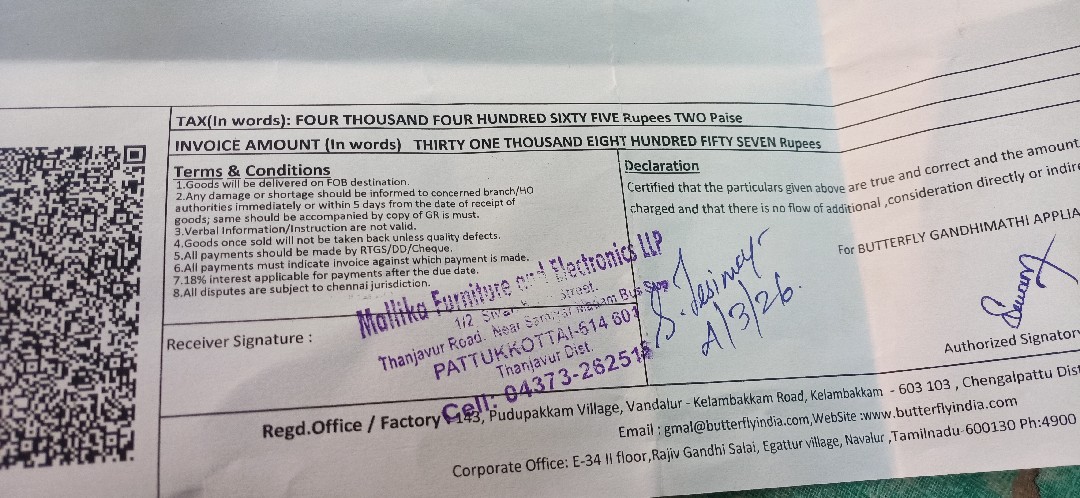 TAX(In words): FOUR THOUSAND FOUR HUNDRED SIXTY FIVE Rupees TWO Paise
INVOICE AMOUNT (In words) THIRTY ONE THOUSAND EIGHT HUNDRED FIFTY SEVEN Rupees
Terms & Conditions
1.Goods will be delivered on FOB destination.
2.Any damage or shortage should be informed to concerned branch/HO
authorities immediately or within 5 days from the date of receipt of
goods; same should be accompanied by copy of GR is must.
3.Verbal Information/Instruction are not valid.
4.Goods once sold will not be taken back unless quality defects.
5.All payments should be made by RTGS/DD/Cheque.
6.All payments must indicate invoice against which payment is made.
7.18% interest applicable for payments after the due date.
8.All disputes are subject to chennai jurisdiction.
Declaration
Certified that the particulars given above are true and correct and the amount
charged and that there is no flow of additional ,consideration directly or indire
For BUTTERFLY GANDHIMATHI APPLIA
Mallika Furniture and Electronics LLP
1/2 Street.
Thanjavur Road. Near Bus
PATTUKKOTTAI-614 601
Thanjavur Dist.
Cell: 04373-262515
/3/26.
Receiver Signature :
Authorized Signator
Regd.Office / Factory 143, Pudupakkam Village, Vandalur - Kelambakkam Road, Kelambakkam - 603 103 , Chengalpattu Dist
Email : gmal@butterflyindia.com,WebSite :www.butterflyindia.com
Corporate Office: E-34 II floor,Rajiv Gandhi Salai, Egattur village, Navalur ,Tamilnadu-600130 Ph:4900